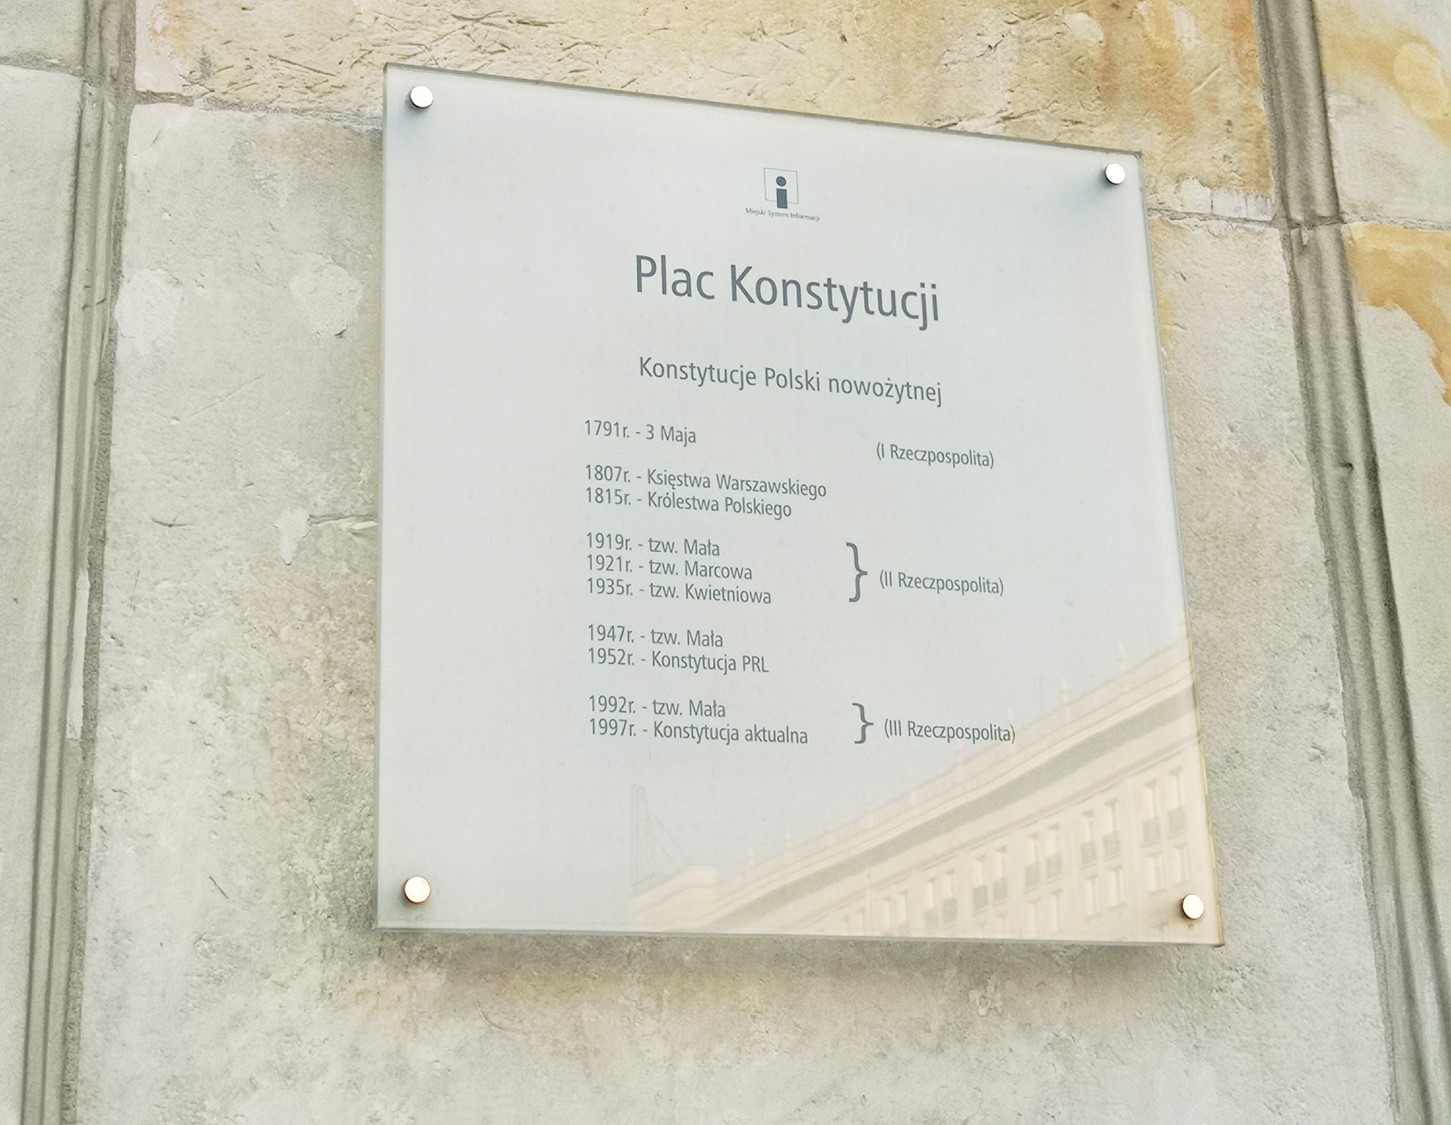 Miejski System Informacji
Plac Konstytucji
Konstytucje Polski nowożytnej
1791r. - 3 Maja (I Rzeczpospolita)
1807r. - Księstwa Warszawskiego
1815r. - Królestwa Polskiego
1919r. - tzw. Mała
1921r. - tzw. Marcowa } (II Rzeczpospolita)
1935r. - tzw. Kwietniowa
1947r. - tzw. Mała
1952r. - Konstytucja PRL
1992r. - tzw. Mała
1997r. - Konstytucja aktualna } (III Rzeczpospolita)